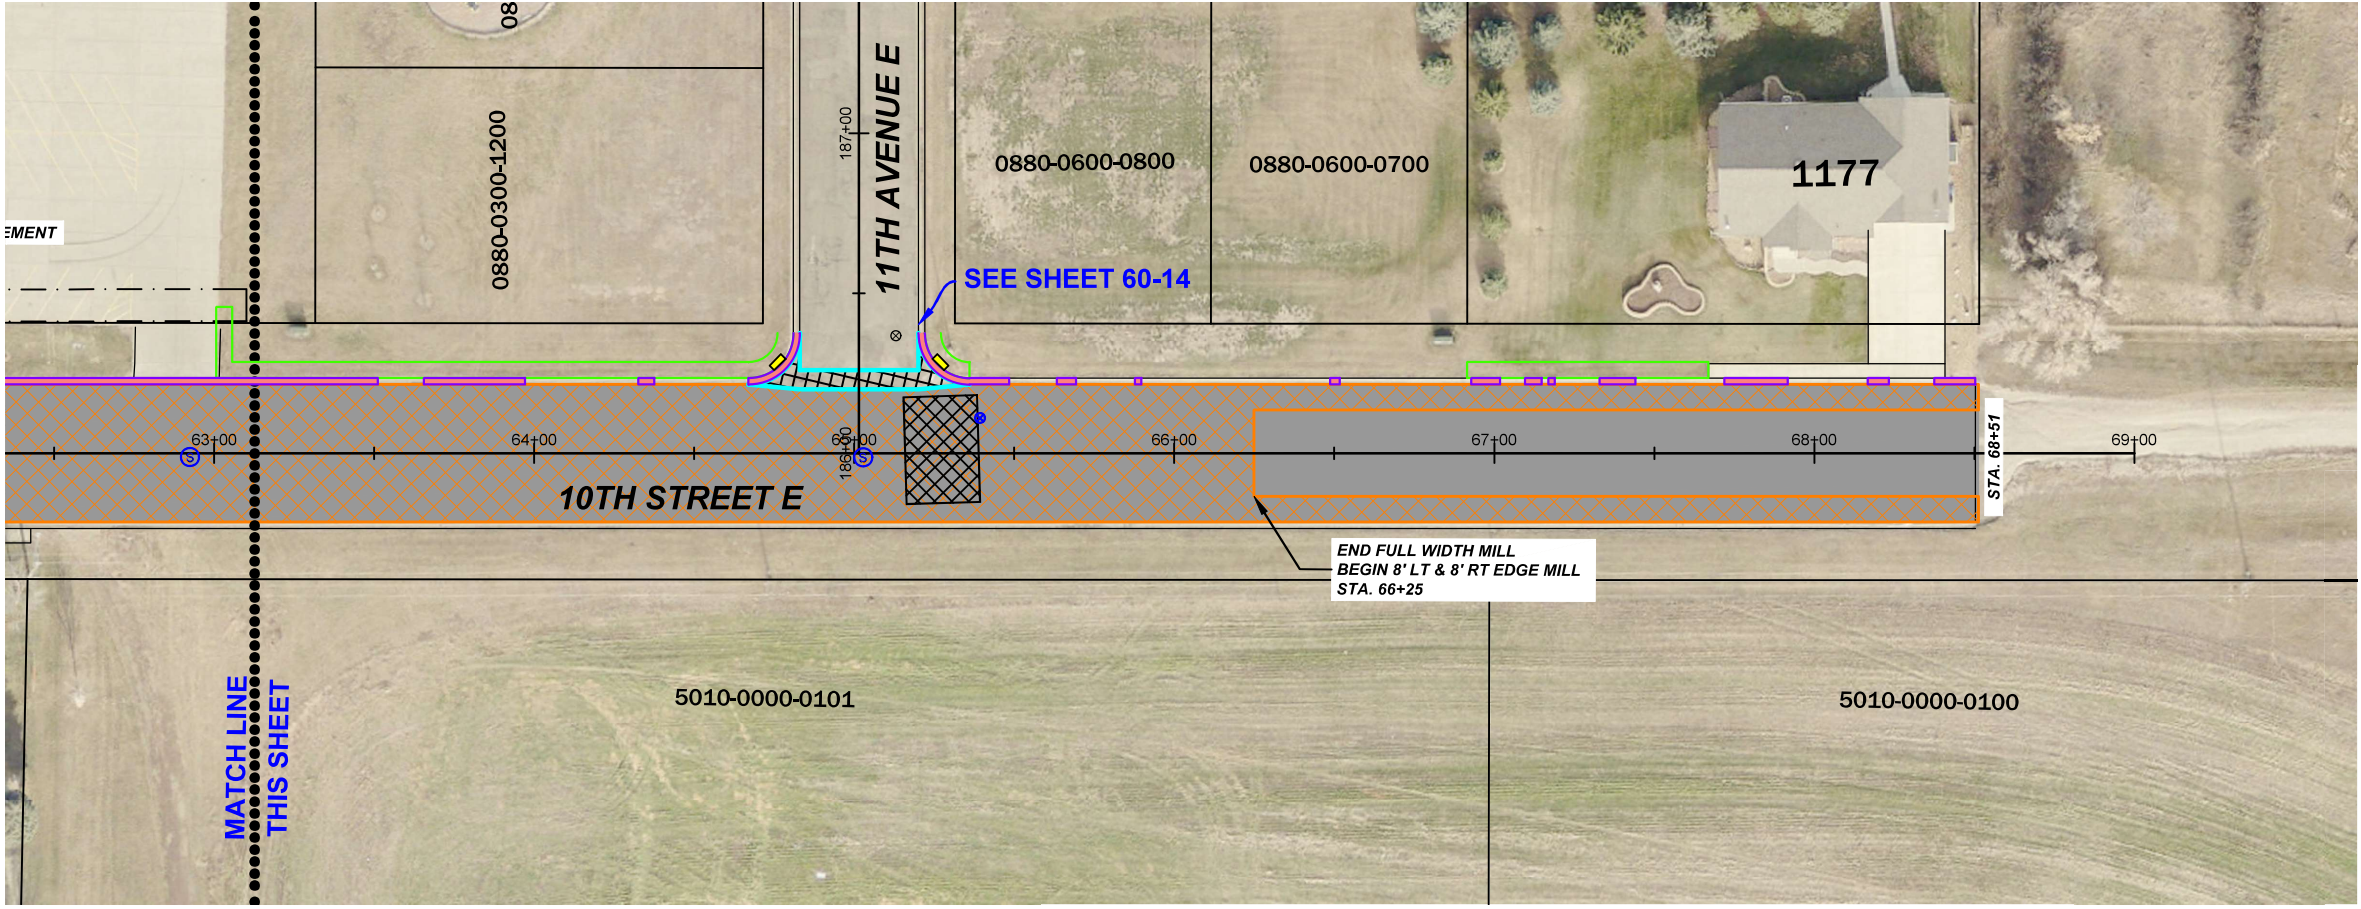 08
11TH AVENUE E
187+00
0880-0300-1200
0880-0600-0800
0880-0600-0700
1177
EMENT
SEE SHEET 60-14
63+00
64+00
65+00
66+00
67+00
68+00
69+00
186+00
S
S
STA. 68+51
10TH STREET E
END FULL WIDTH MILL
BEGIN 8' LT & 8' RT EDGE MILL
STA. 66+25
MATCH LINE
THIS SHEET
5010-0000-0101
5010-0000-0100